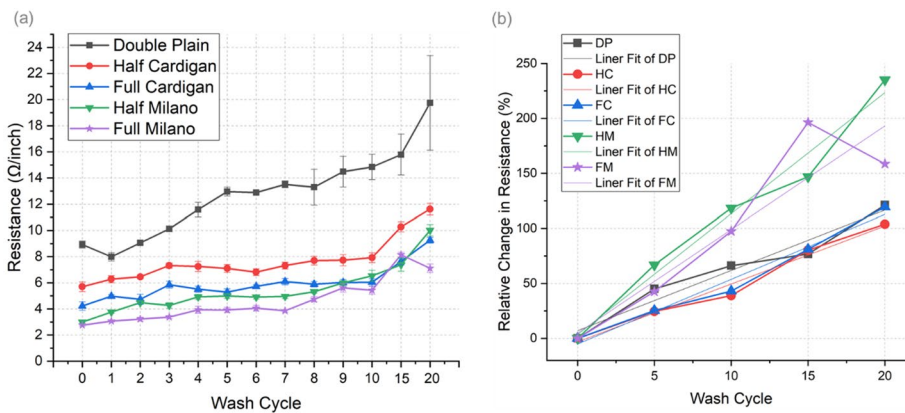 (a)
Double Plain
Half Cardigan
Full Cardigan
Half Milano
Full Milano
Resistance (Ω/inch)
24
22
20
18
16
14
12
10
8
6
4
2
0
0 1 2 3 4 5 6 7 8 9 10 15 20
Wash Cycle
(b)
DP
Liner Fit of DP
HC
Liner Fit of HC
FC
Liner Fit of FC
HM
Liner Fit of HM
FM
Liner Fit of FM
Relative Change in Resistance (%)
250
200
150
100
50
0
0 5 10 15 20
Wash Cycle